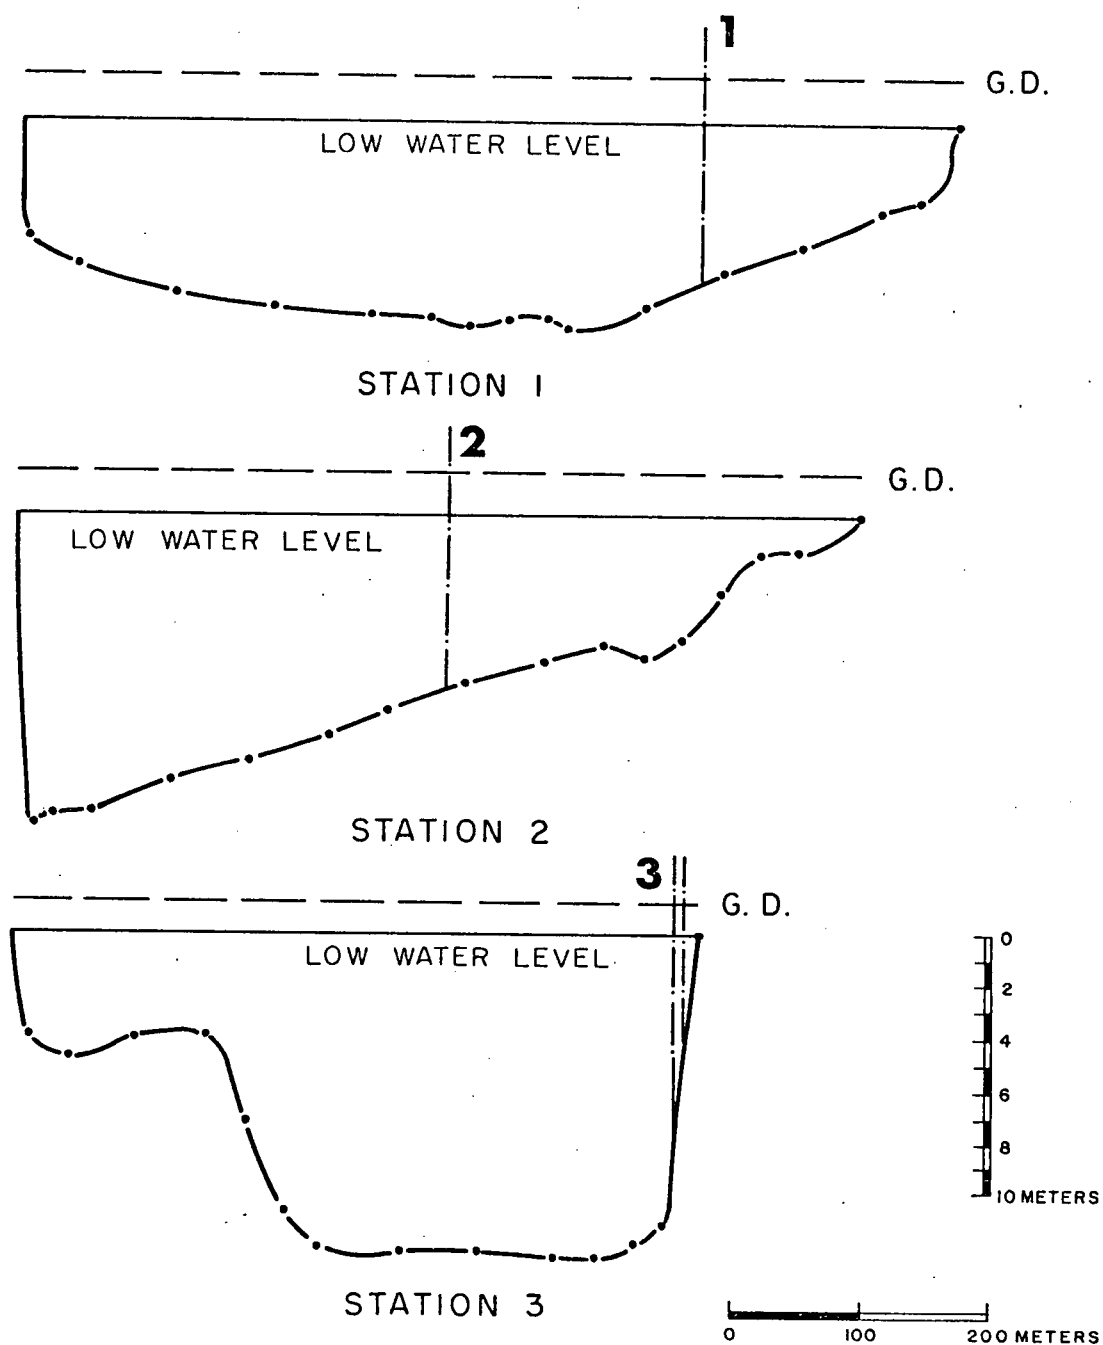 1
G.D.
LOW WATER LEVEL
STATION 1
2
G.D.
LOW WATER LEVEL
STATION 2
3
G. D.
LOW WATER LEVEL
0
2
4
6
8
10 METERS
STATION 3
0 100 200 METERS